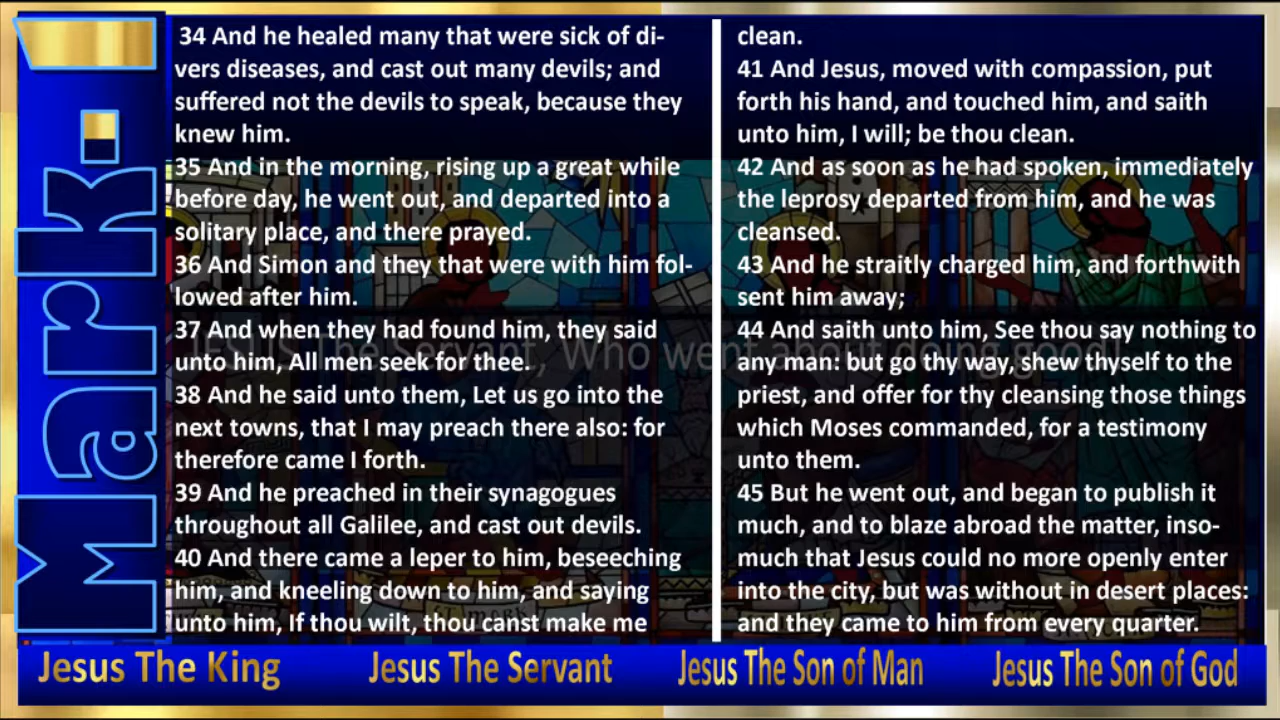 Mark. 1
34 And he healed many that were sick of di-
vers diseases, and cast out many devils; and
suffered not the devils to speak, because they
knew him.
35 And in the morning, rising up a great while
before day, he went out, and departed into a
solitary place, and there prayed.
36 And Simon and they that were with him fol-
lowed after him.
37 And when they had found him, they said
unto him, All men seek for thee.
38 And he said unto them, Let us go into the
next towns, that I may preach there also: for
therefore came I forth.
39 And he preached in their synagogues
throughout all Galilee, and cast out devils.
40 And there came a leper to him, beseeching
him, and kneeling down to him, and saying
unto him, If thou wilt, thou canst make me
clean.
41 And Jesus, moved with compassion, put
forth his hand, and touched him, and saith
unto him, I will; be thou clean.
42 And as soon as he had spoken, immediately
the leprosy departed from him, and he was
cleansed.
43 And he straitly charged him, and forthwith
sent him away;
44 And saith unto him, See thou say nothing to
any man: but go thy way, shew thyself to the
priest, and offer for thy cleansing those things
which Moses commanded, for a testimony
unto them.
45 But he went out, and began to publish it
much, and to blaze abroad the matter, inso-
much that Jesus could no more openly enter
into the city, but was without in desert places:
and they came to him from every quarter.
JESUS The Servant, Who went about doing good!
ST MARK
Jesus The King
Jesus The Servant
Jesus The Son of Man
Jesus The Son of God